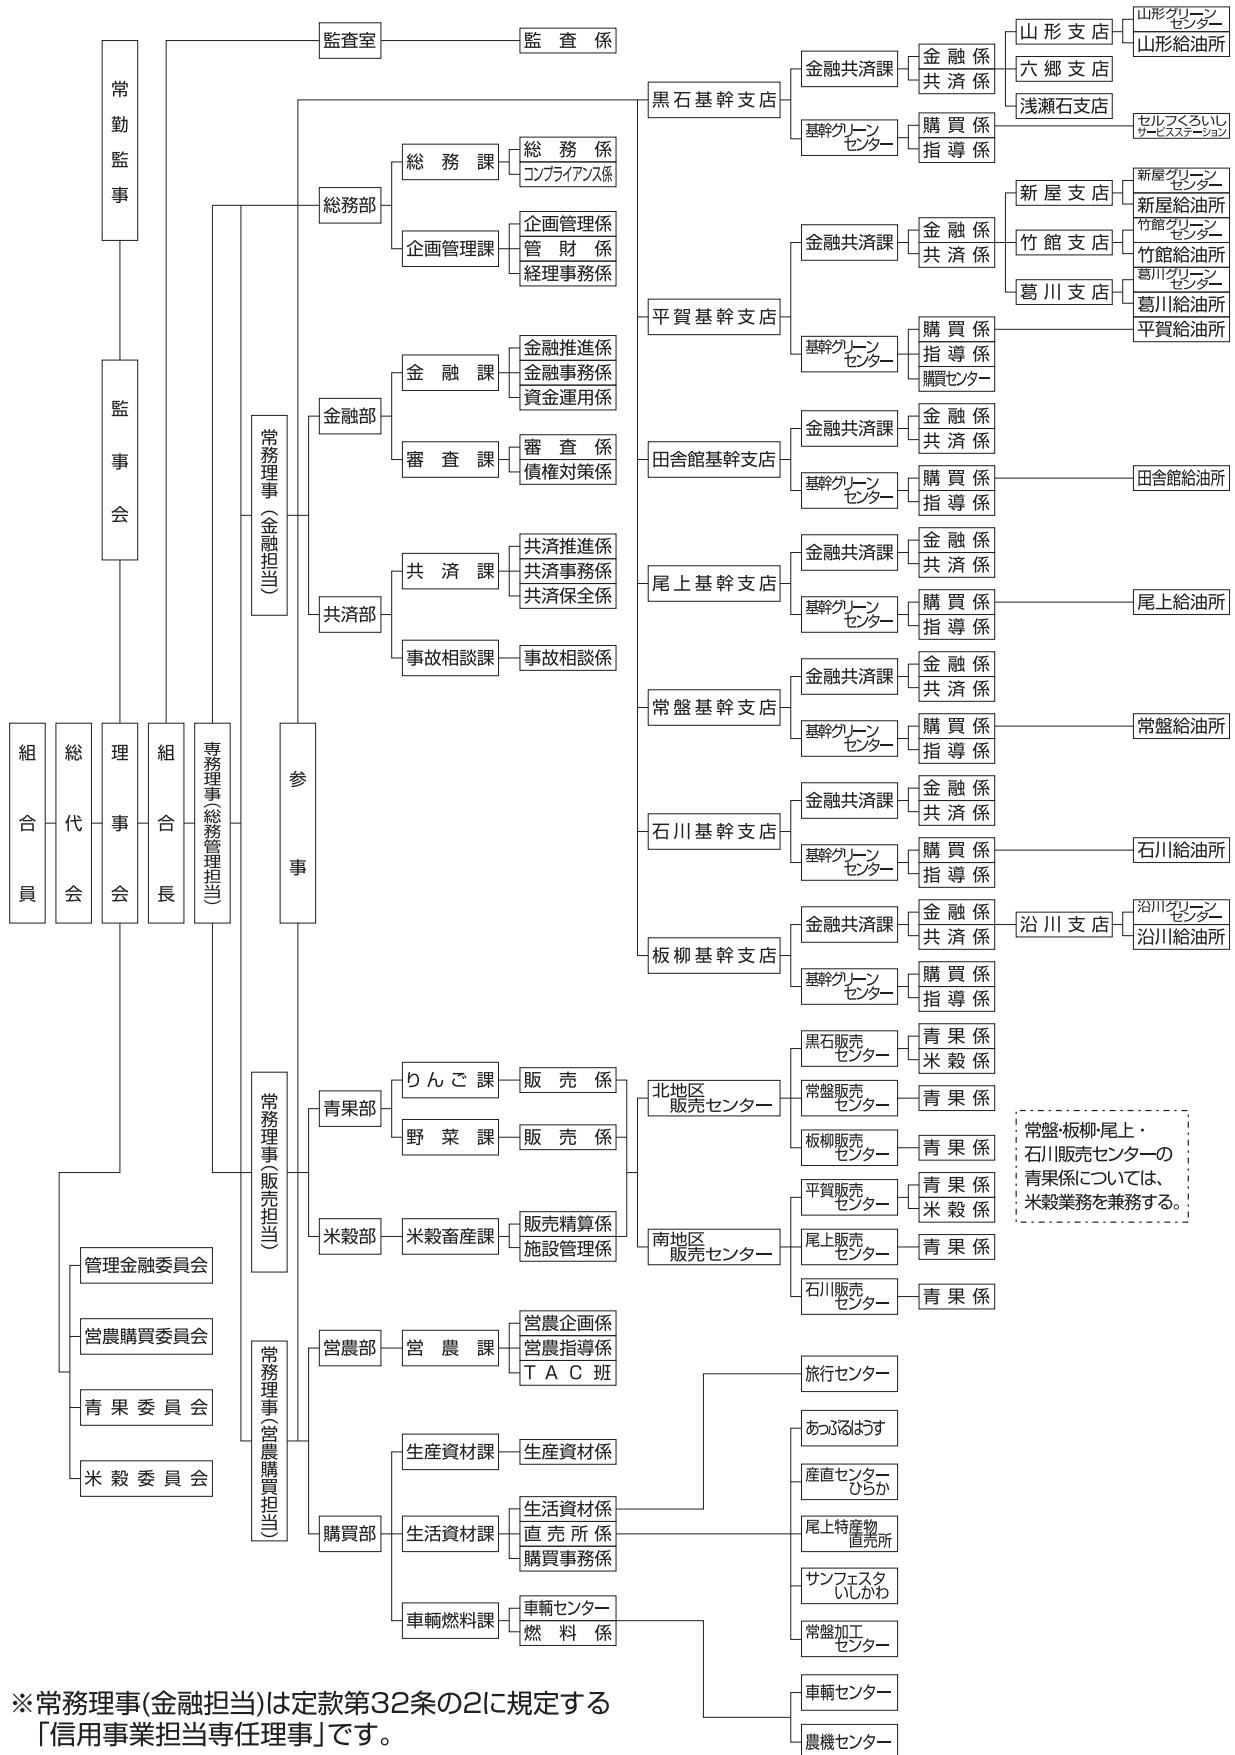 組合員
総代会
理事会
組合長
専務理事(総務管理担当)
参事
常勤監事
監事会
管理金融委員会
営農購買委員会
青果委員会
米穀委員会
常務理事(金融担当)
常務理事(販売担当)
常務理事(営農購買担当)
監査室
監査係
総務部
総務課
総務係
コンプライアンス係
企画管理課
企画管理係
管財係
経理事務係
金融部
金融課
金融推進係
金融事務係
資金運用係
審査課
審査係
債権対策係
共済部
共済課
共済推進係
共済事務係
共済保全係
事故相談課
事故相談係
青果部
りんご課
販売係
野菜課
販売係
米穀部
米穀畜産課
販売精算係
施設管理係
営農部
営農課
営農企画係
営農指導係
TAC班
購買部
生産資材課
生産資材係
生活資材課
生活資材係
直売所係
購買事務係
車輌燃料課
車輌センター
燃料係
黒石基幹支店
金融共済課
金融係
共済係
山形支店
山形グリーン
センター
山形給油所
六郷支店
浅瀬石支店
基幹グリーン
センター
購買係
指導係
セルフくろいし
サービスステーション
平賀基幹支店
金融共済課
金融係
共済係
新屋支店
新屋グリーン
センター
新屋給油所
竹館支店
竹館グリーン
センター
竹館給油所
葛川支店
葛川グリーン
センター
葛川給油所
基幹グリーン
センター
購買係
指導係
購買センター
平賀給油所
田舎館基幹支店
金融共済課
金融係
共済係
基幹グリーン
センター
購買係
指導係
田舎館給油所
尾上基幹支店
金融共済課
金融係
共済係
基幹グリーン
センター
購買係
指導係
尾上給油所
常盤基幹支店
金融共済課
金融係
共済係
基幹グリーン
センター
購買係
指導係
常盤給油所
石川基幹支店
金融共済課
金融係
共済係
基幹グリーン
センター
購買係
指導係
石川給油所
板柳基幹支店
金融共済課
金融係
共済係
沿川支店
沿川グリーン
センター
沿川給油所
基幹グリーン
センター
購買係
指導係
北地区
販売センター
黒石販売
センター
青果係
米穀係
常盤販売
センター
青果係
板柳販売
センター
青果係
南地区
販売センター
平賀販売
センター
青果係
米穀係
尾上販売
センター
青果係
石川販売
センター
青果係
常盤・板柳・尾上・
石川販売センターの
青果係については、
米穀業務を兼務する。
旅行センター
あっぷるはうす
産直センター
ひらか
尾上特産物
直売所
サンフェスタ
いしかわ
常盤加工
センター
車輌センター
農機センター
※常務理事(金融担当)は定款第32条の2に規定する
「信用事業担当専任理事」です。